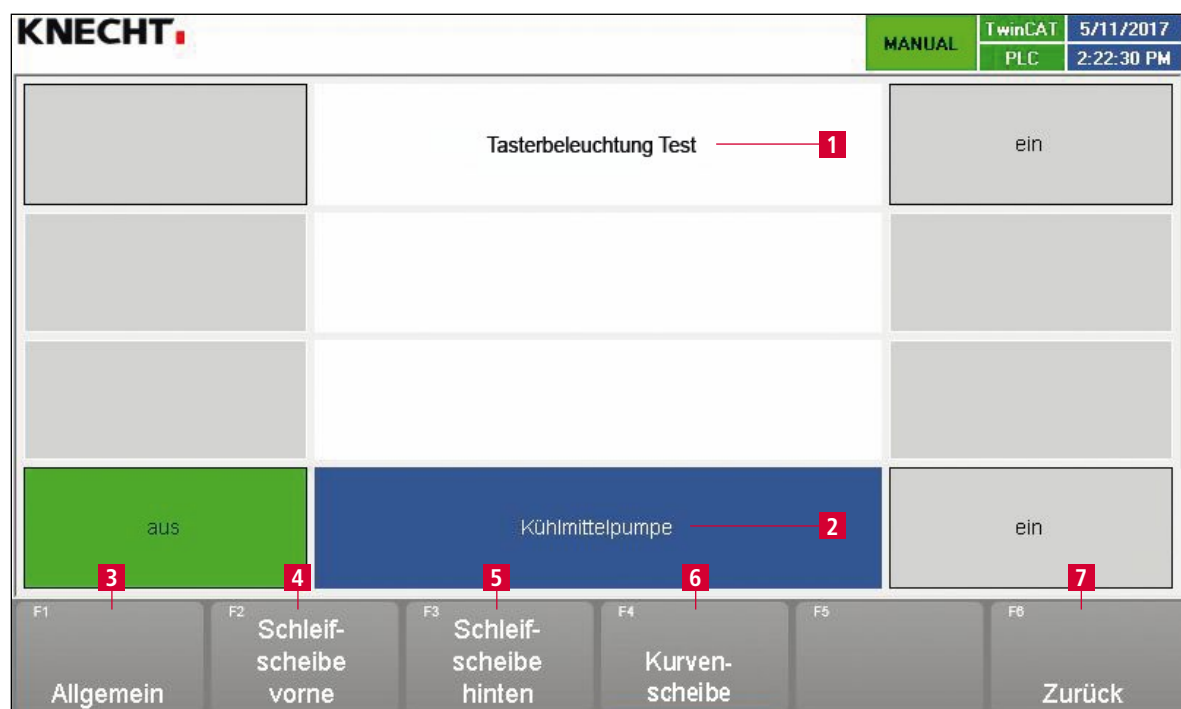 KNECHT
MANUAL
TwinCAT
5/11/2017
PLC
2:22:30 PM
Tasterbeleuchtung Test
1
ein
aus
Kühlmittelpumpe
2
ein
3
4
5
6
7
F1
Allgemein
F2
Schleif-
scheibe
vorne
F3
Schleif-
scheibe
hinten
F4
Kurven-
scheibe
F5
F6
Zurück